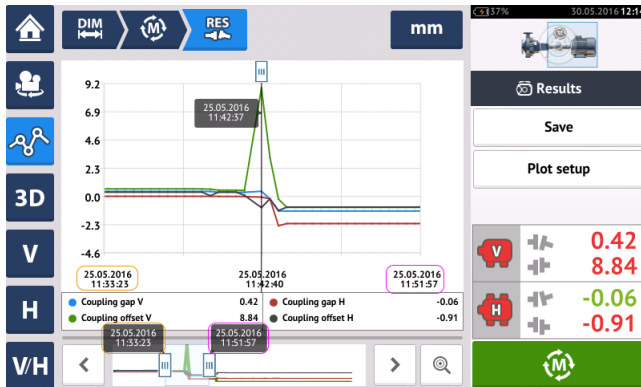 DIM
M
RES
mm
37%
30.05.2016 12:14
Results
Save
Plot setup
3D
V
H
V/H
9.2
6.9
4.6
2.3
0.0
-2.3
-4.6
25.05.2016
11:42:37
25.05.2016
11:33:23
25.05.2016
11:42:40
25.05.2016
11:51:57
Coupling gap V 0.42 Coupling gap H -0.06
Coupling offset V 8.84 Coupling offset H -0.91
25.05.2016
11:33:23
25.05.2016
11:51:57
V
0.42
8.84
H
-0.06
-0.91
M